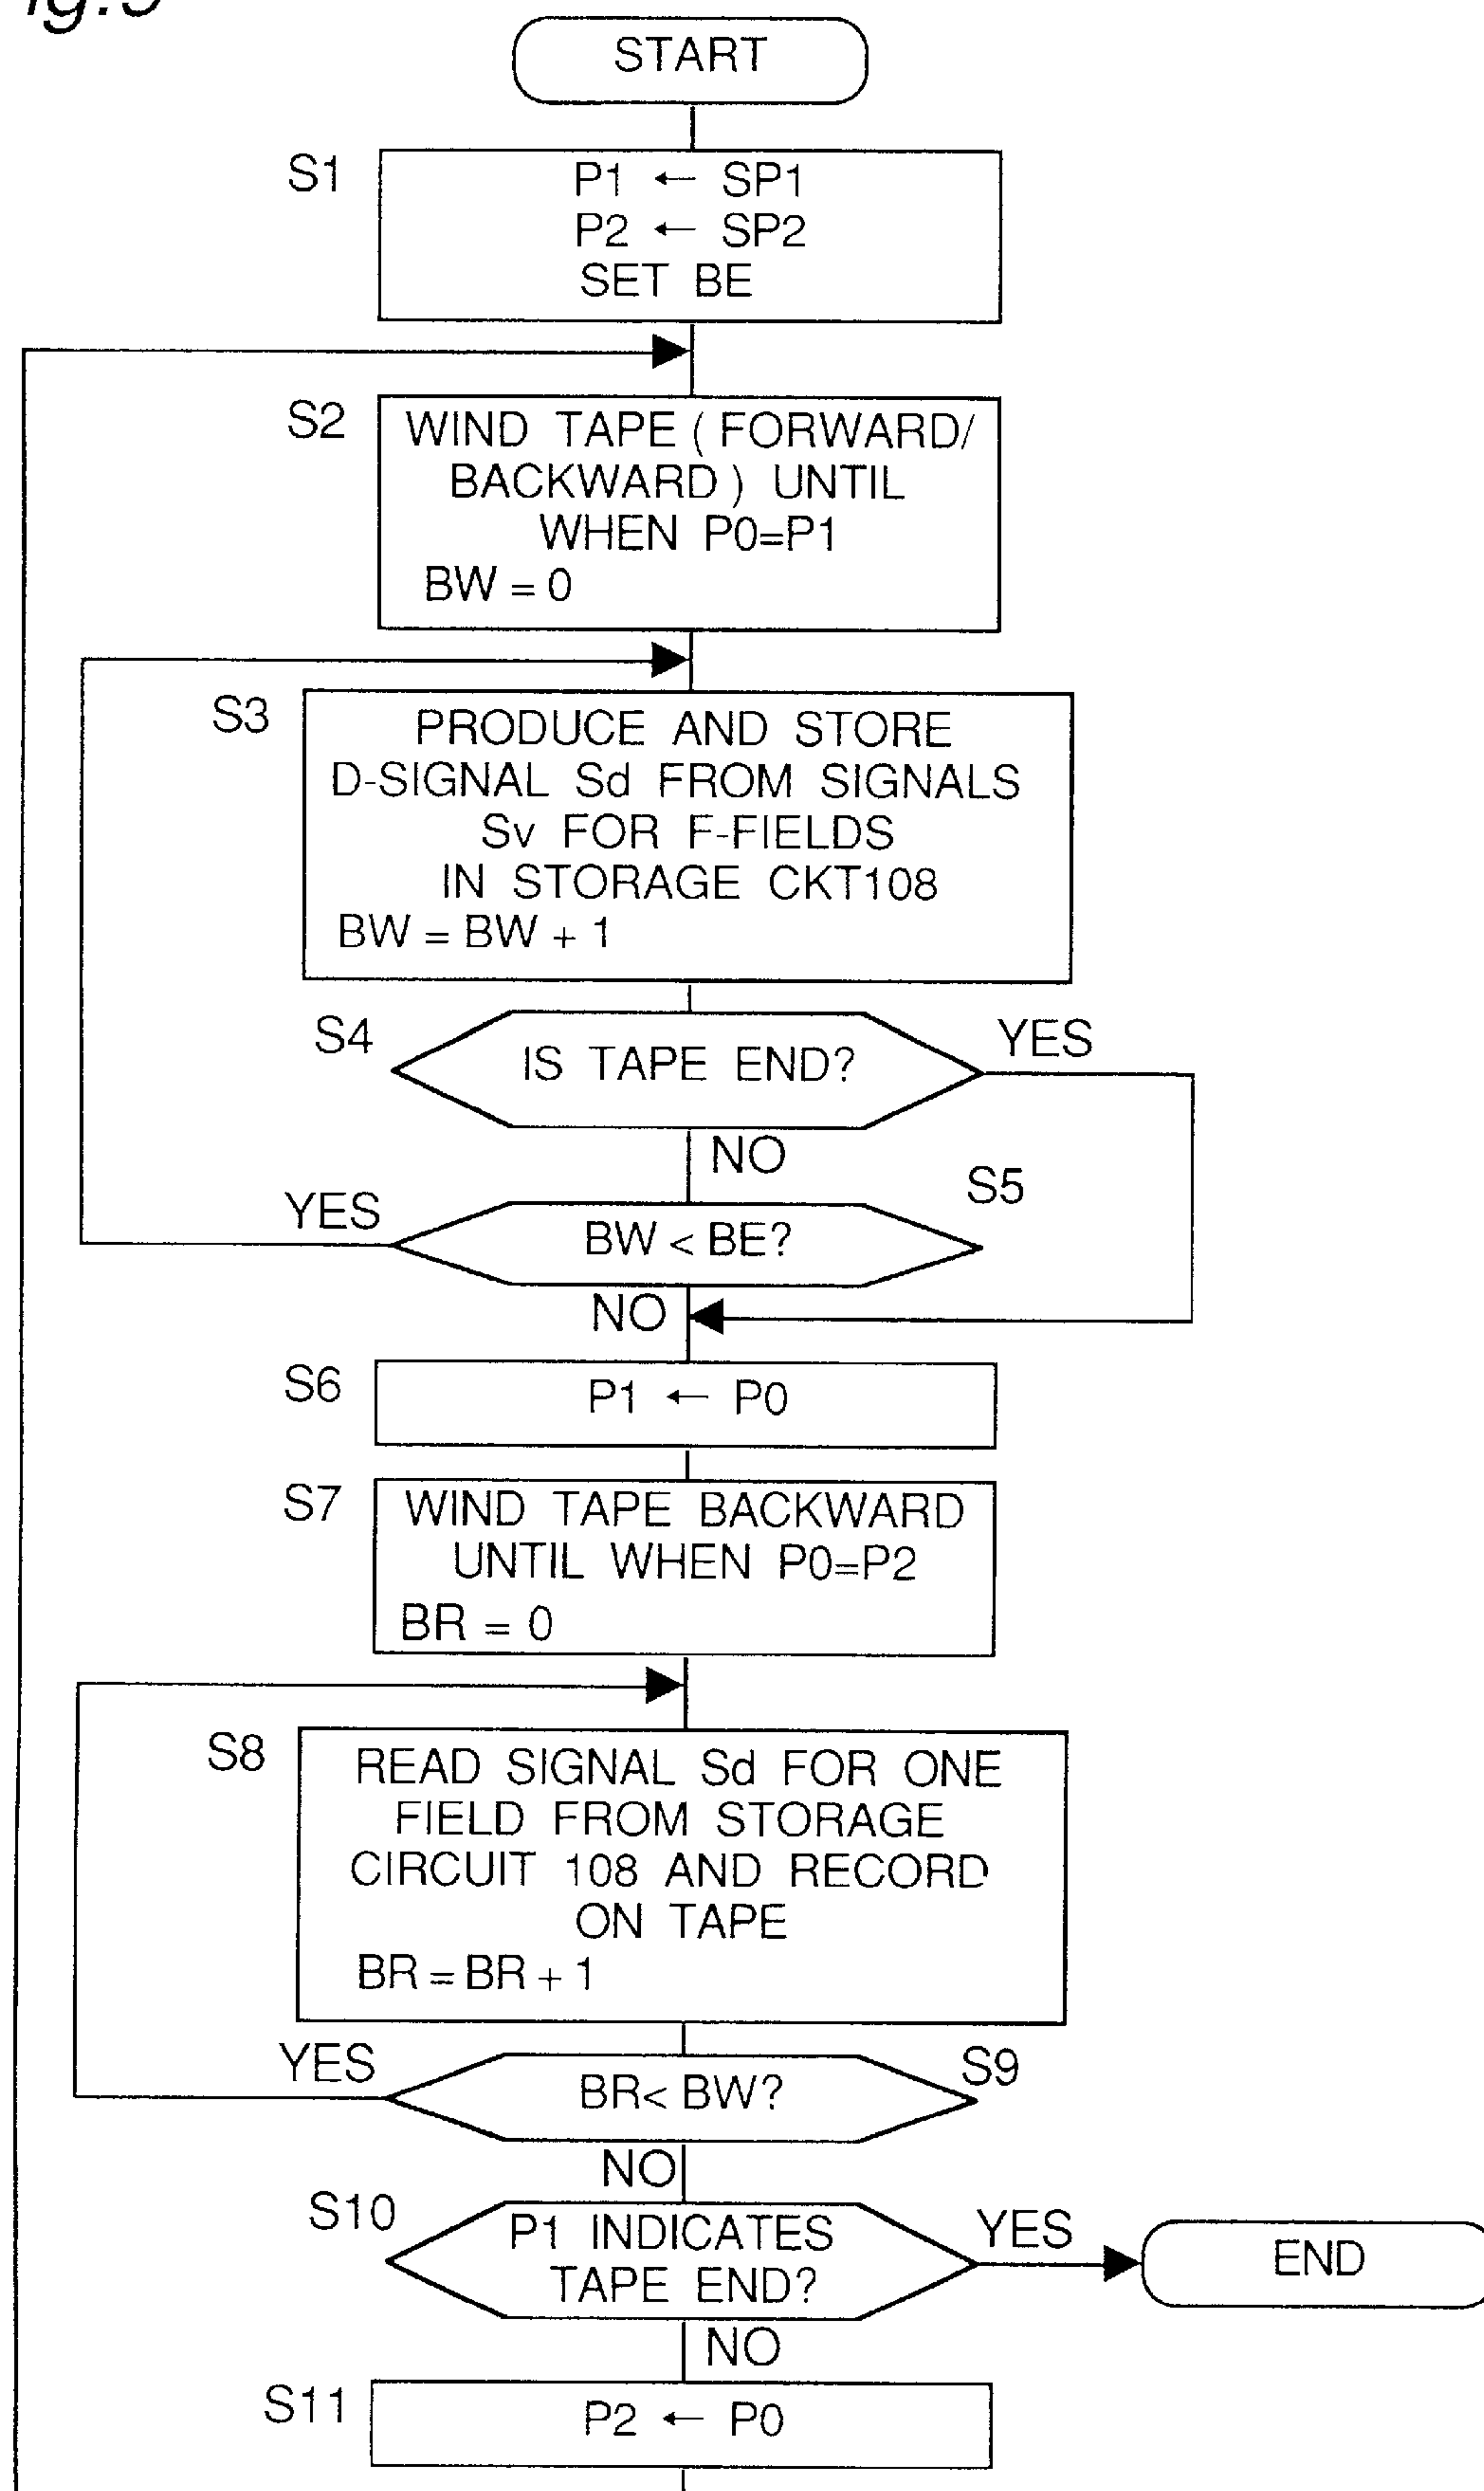 ig.9
START
S1
P1 ← SP1
P2 ← SP2
SET BE
S2
WIND TAPE (FORWARD/
BACKWARD) UNTIL
WHEN P0=P1
BW = 0
S3
PRODUCE AND STORE
D-SIGNAL Sd FROM SIGNALS
Sv FOR F-FIELDS
IN STORAGE CKT108
BW = BW + 1
S4
IS TAPE END?
YES
NO
S5
YES
BW < BE?
NO
S6
P1 ← P0
S7
WIND TAPE BACKWARD
UNTIL WHEN P0=P2
BR = 0
S8
READ SIGNAL Sd FOR ONE
FIELD FROM STORAGE
CIRCUIT 108 AND RECORD
ON TAPE
BR = BR + 1
YES
BR< BW?
S9
NO
S10
P1 INDICATES
TAPE END?
YES
END
NO
S11
P2 ← P0